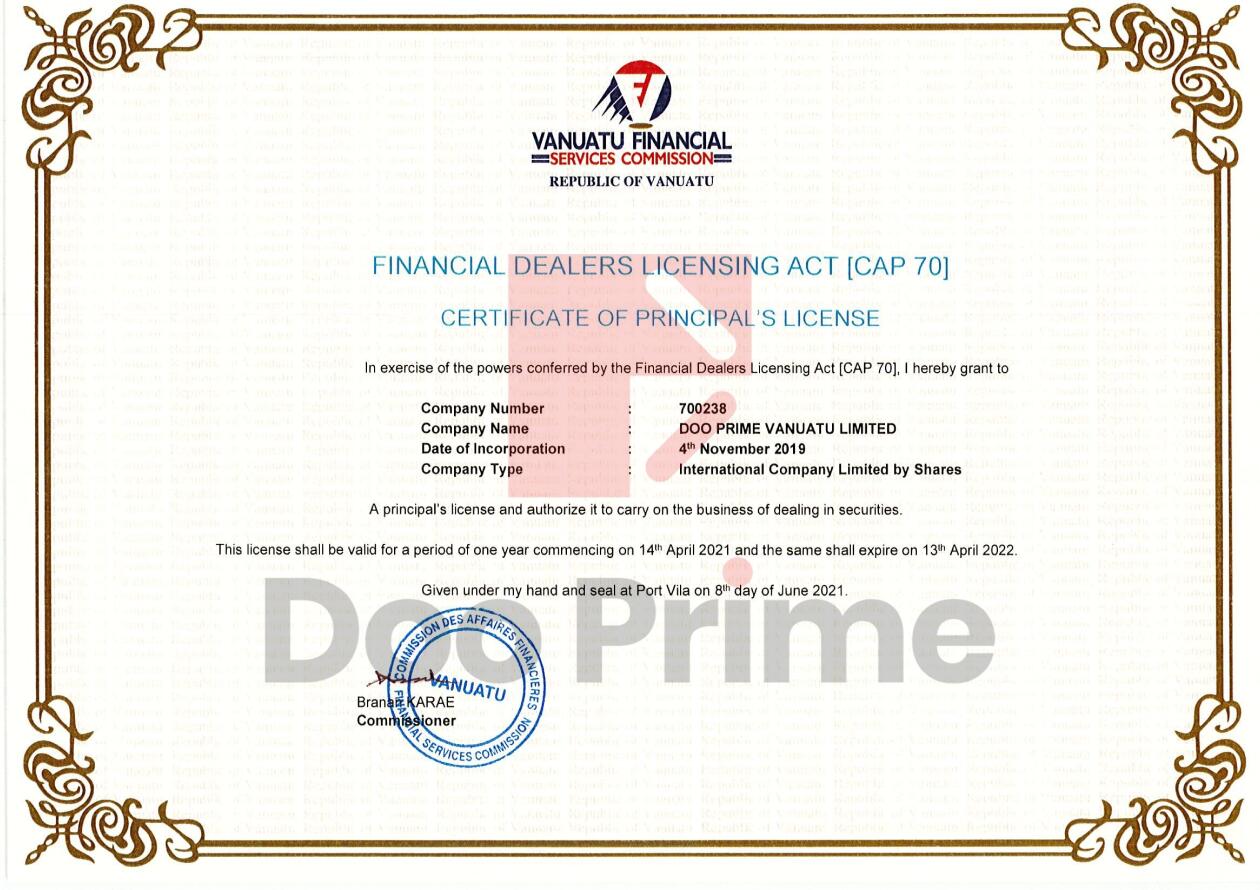 VANUATU FINANCIAL
SERVICES COMMISSION
REPUBLIC OF VANUATU
FINANCIAL DEALERS LICENSING ACT [CAP 70]
CERTIFICATE OF PRINCIPAL'S LICENSE
In exercise of the powers conferred by the Financial Dealers Licensing Act [CAP 70], I hereby grant to
Company Number : 700238
Company Name : DOO PRIME VANUATU LIMITED
Date of Incorporation : 4th November 2019
Company Type : International Company Limited by Shares
A principal's license and authorize it to carry on the business of dealing in securities.
This license shall be valid for a period of one year commencing on 14th April 2021 and the same shall expire on 13th April 2022.
Given under my hand and seal at Port Vila on 8th day of June 2021.
Doo Prime
COMMISSION DES AFFAIRES FINANCIERES
VANUATU
FINANCIAL SERVICES COMMISSION
KARAE
Commissioner